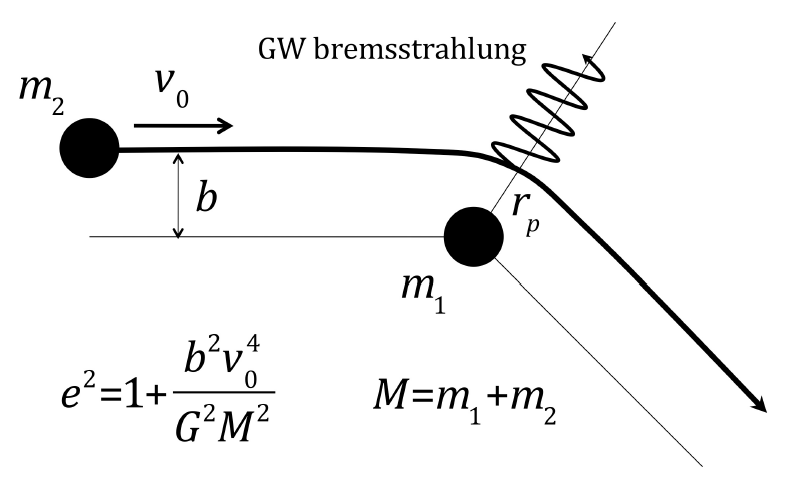 GW bremsstrahlung
m₂
v₀
b
rₚ
m₁
e²=1+b²v₀⁴/G²M²
M=m₁+m₂